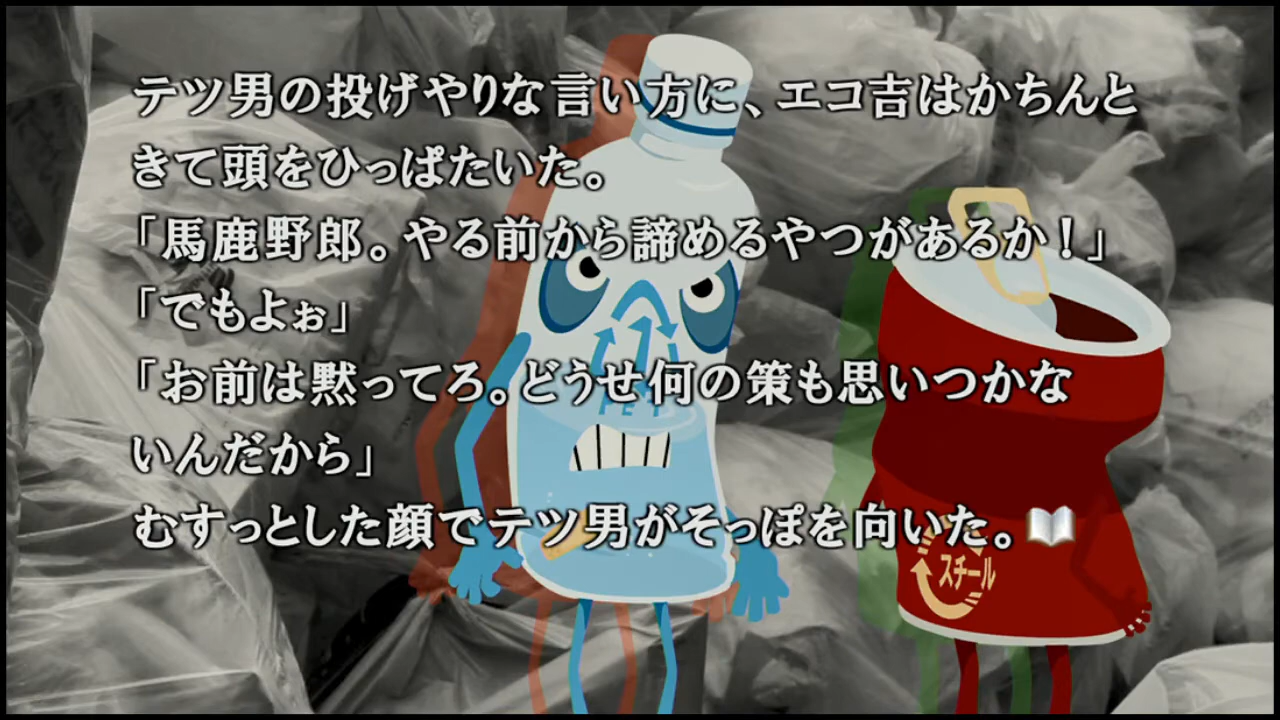 テツ男の投げやりな言い方に、エコ吉はかちんと
きて頭をひっぱたいた。
「馬鹿野郎。やる前から諦めるやつがあるか！」
「でもよぉ」
「お前は黙ってろ。どうせ何の策も思いつかな
いんだから」
むすっとした顔でテツ男がそっぽを向いた。
PET
スチール